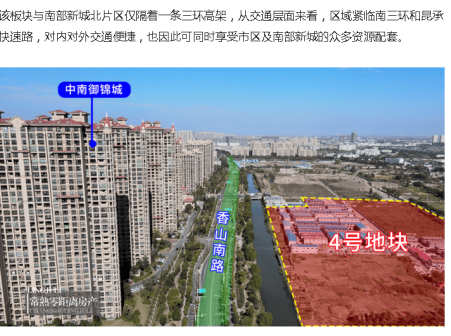 该板块与南部新城北片区仅隔着一条三环高架，从交通层面来看，区域紧临南三环和昆承
快速路，对内对外交通便捷，也因此可同时享受市区及南部新城的众多资源配套。
中南御锦城
香山南路
4号地块
常熟零距离房产